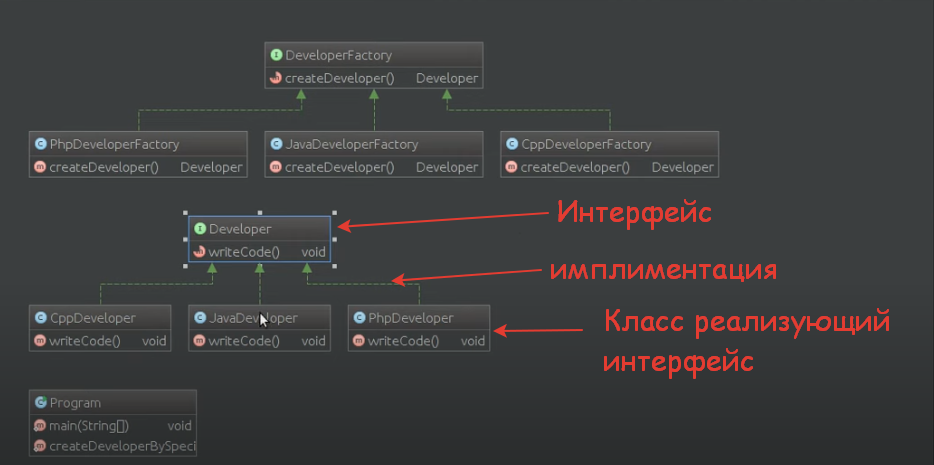 DeveloperFactory
createDeveloper() Developer
PhpDeveloperFactory JavaDeveloperFactory CppDeveloperFactory
createDeveloper() Developer createDeveloper() Developer createDeveloper() Developer
Developer
writeCode() void
Интерфейс
имплиментация
CppDeveloper JavaDeveloper PhpDeveloper
writeCode() void writeCode() void writeCode() void
Класс реализующий
интерфейс
Program
main(String[]) void
createDeveloperBySpeci